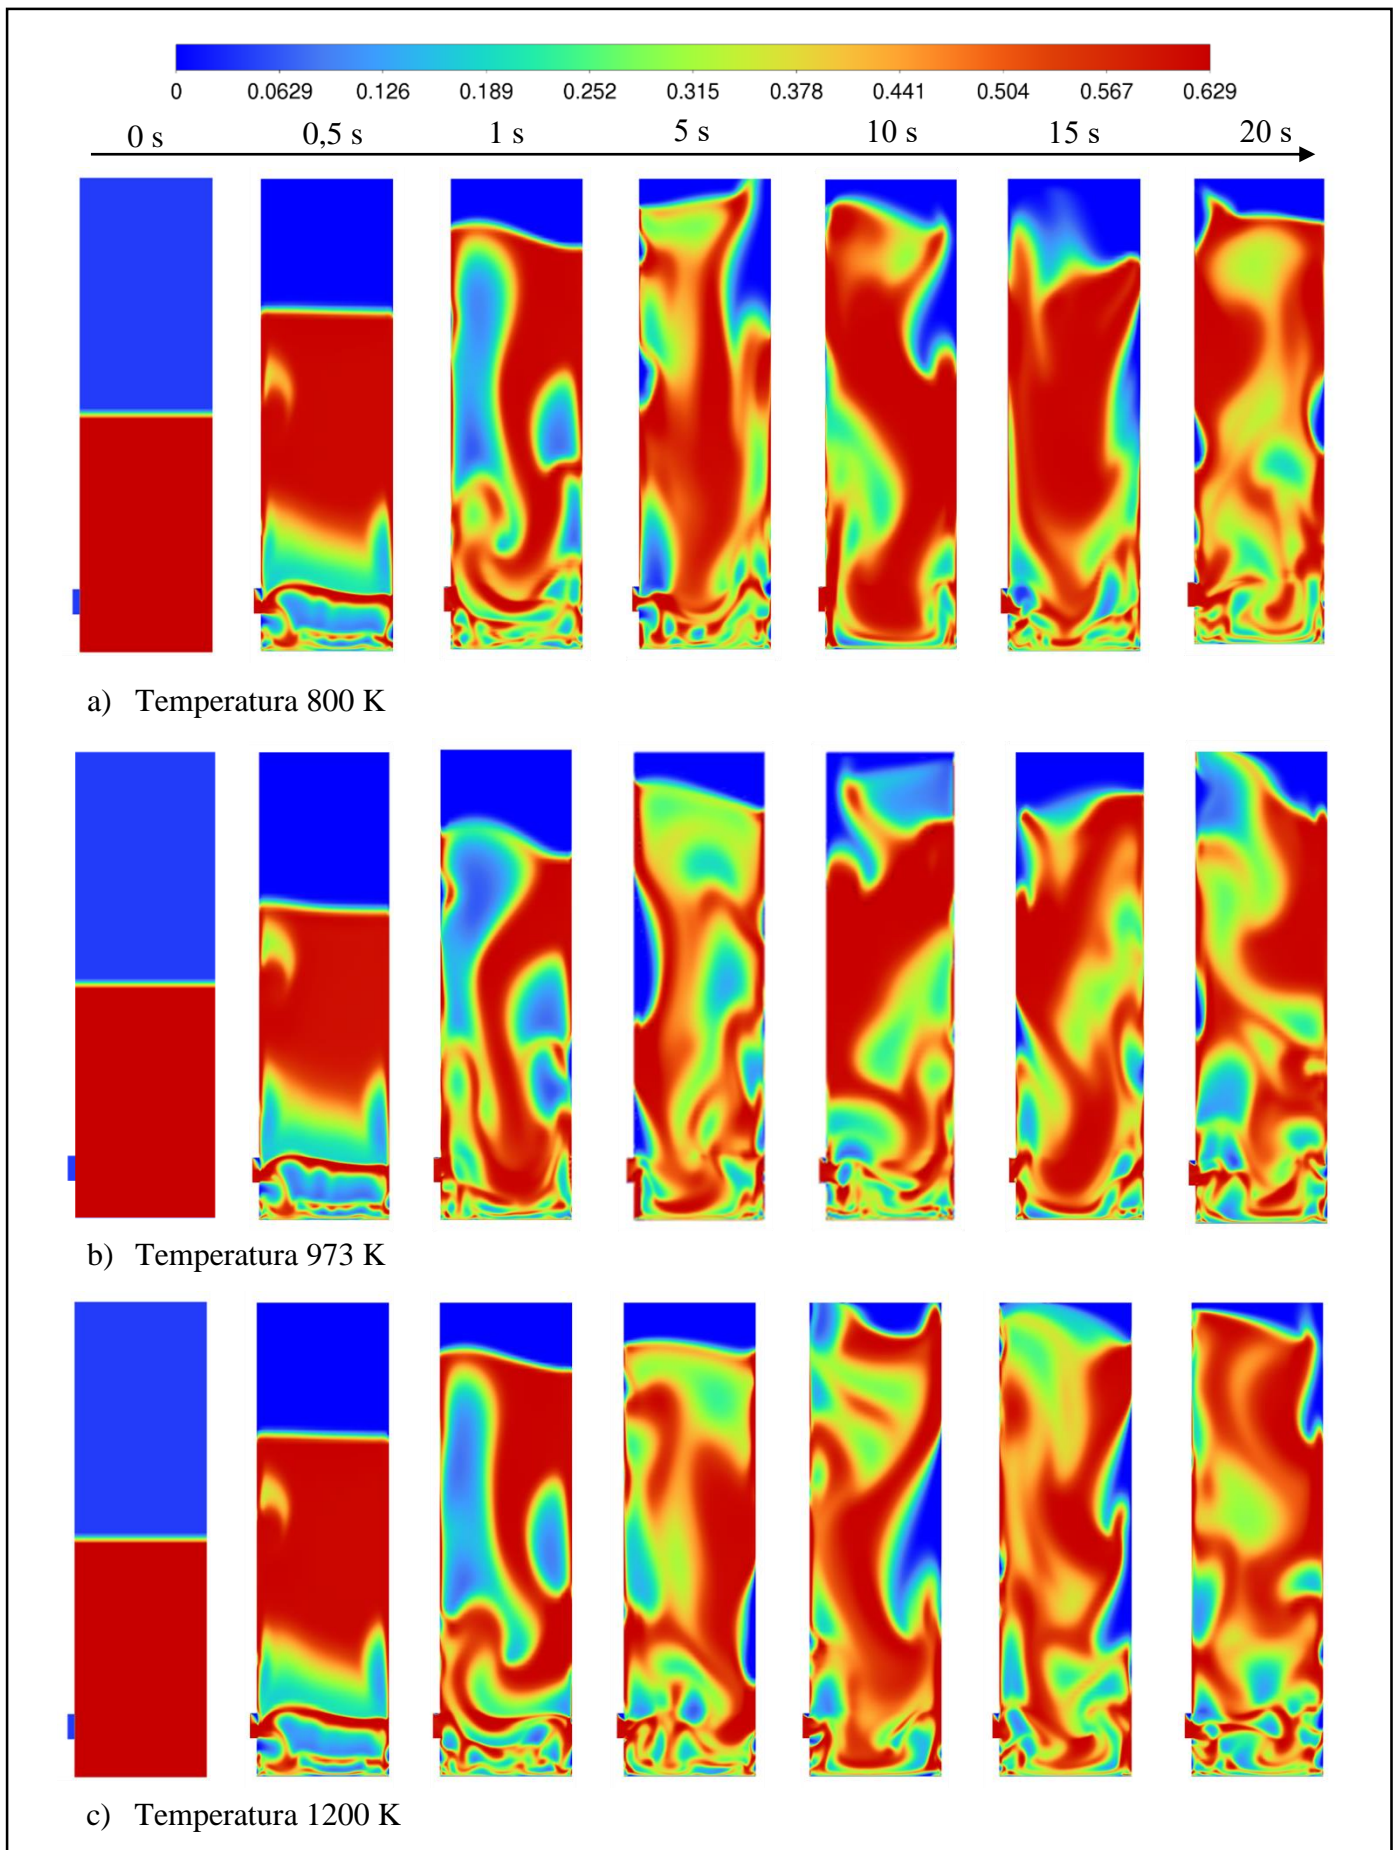 0 0.0629 0.126 0.189 0.252 0.315 0.378 0.441 0.504 0.567 0.629
0 s 0,5 s 1 s 5 s 10 s 15 s 20 s
a) Temperatura 800 K
b) Temperatura 973 K
c) Temperatura 1200 K